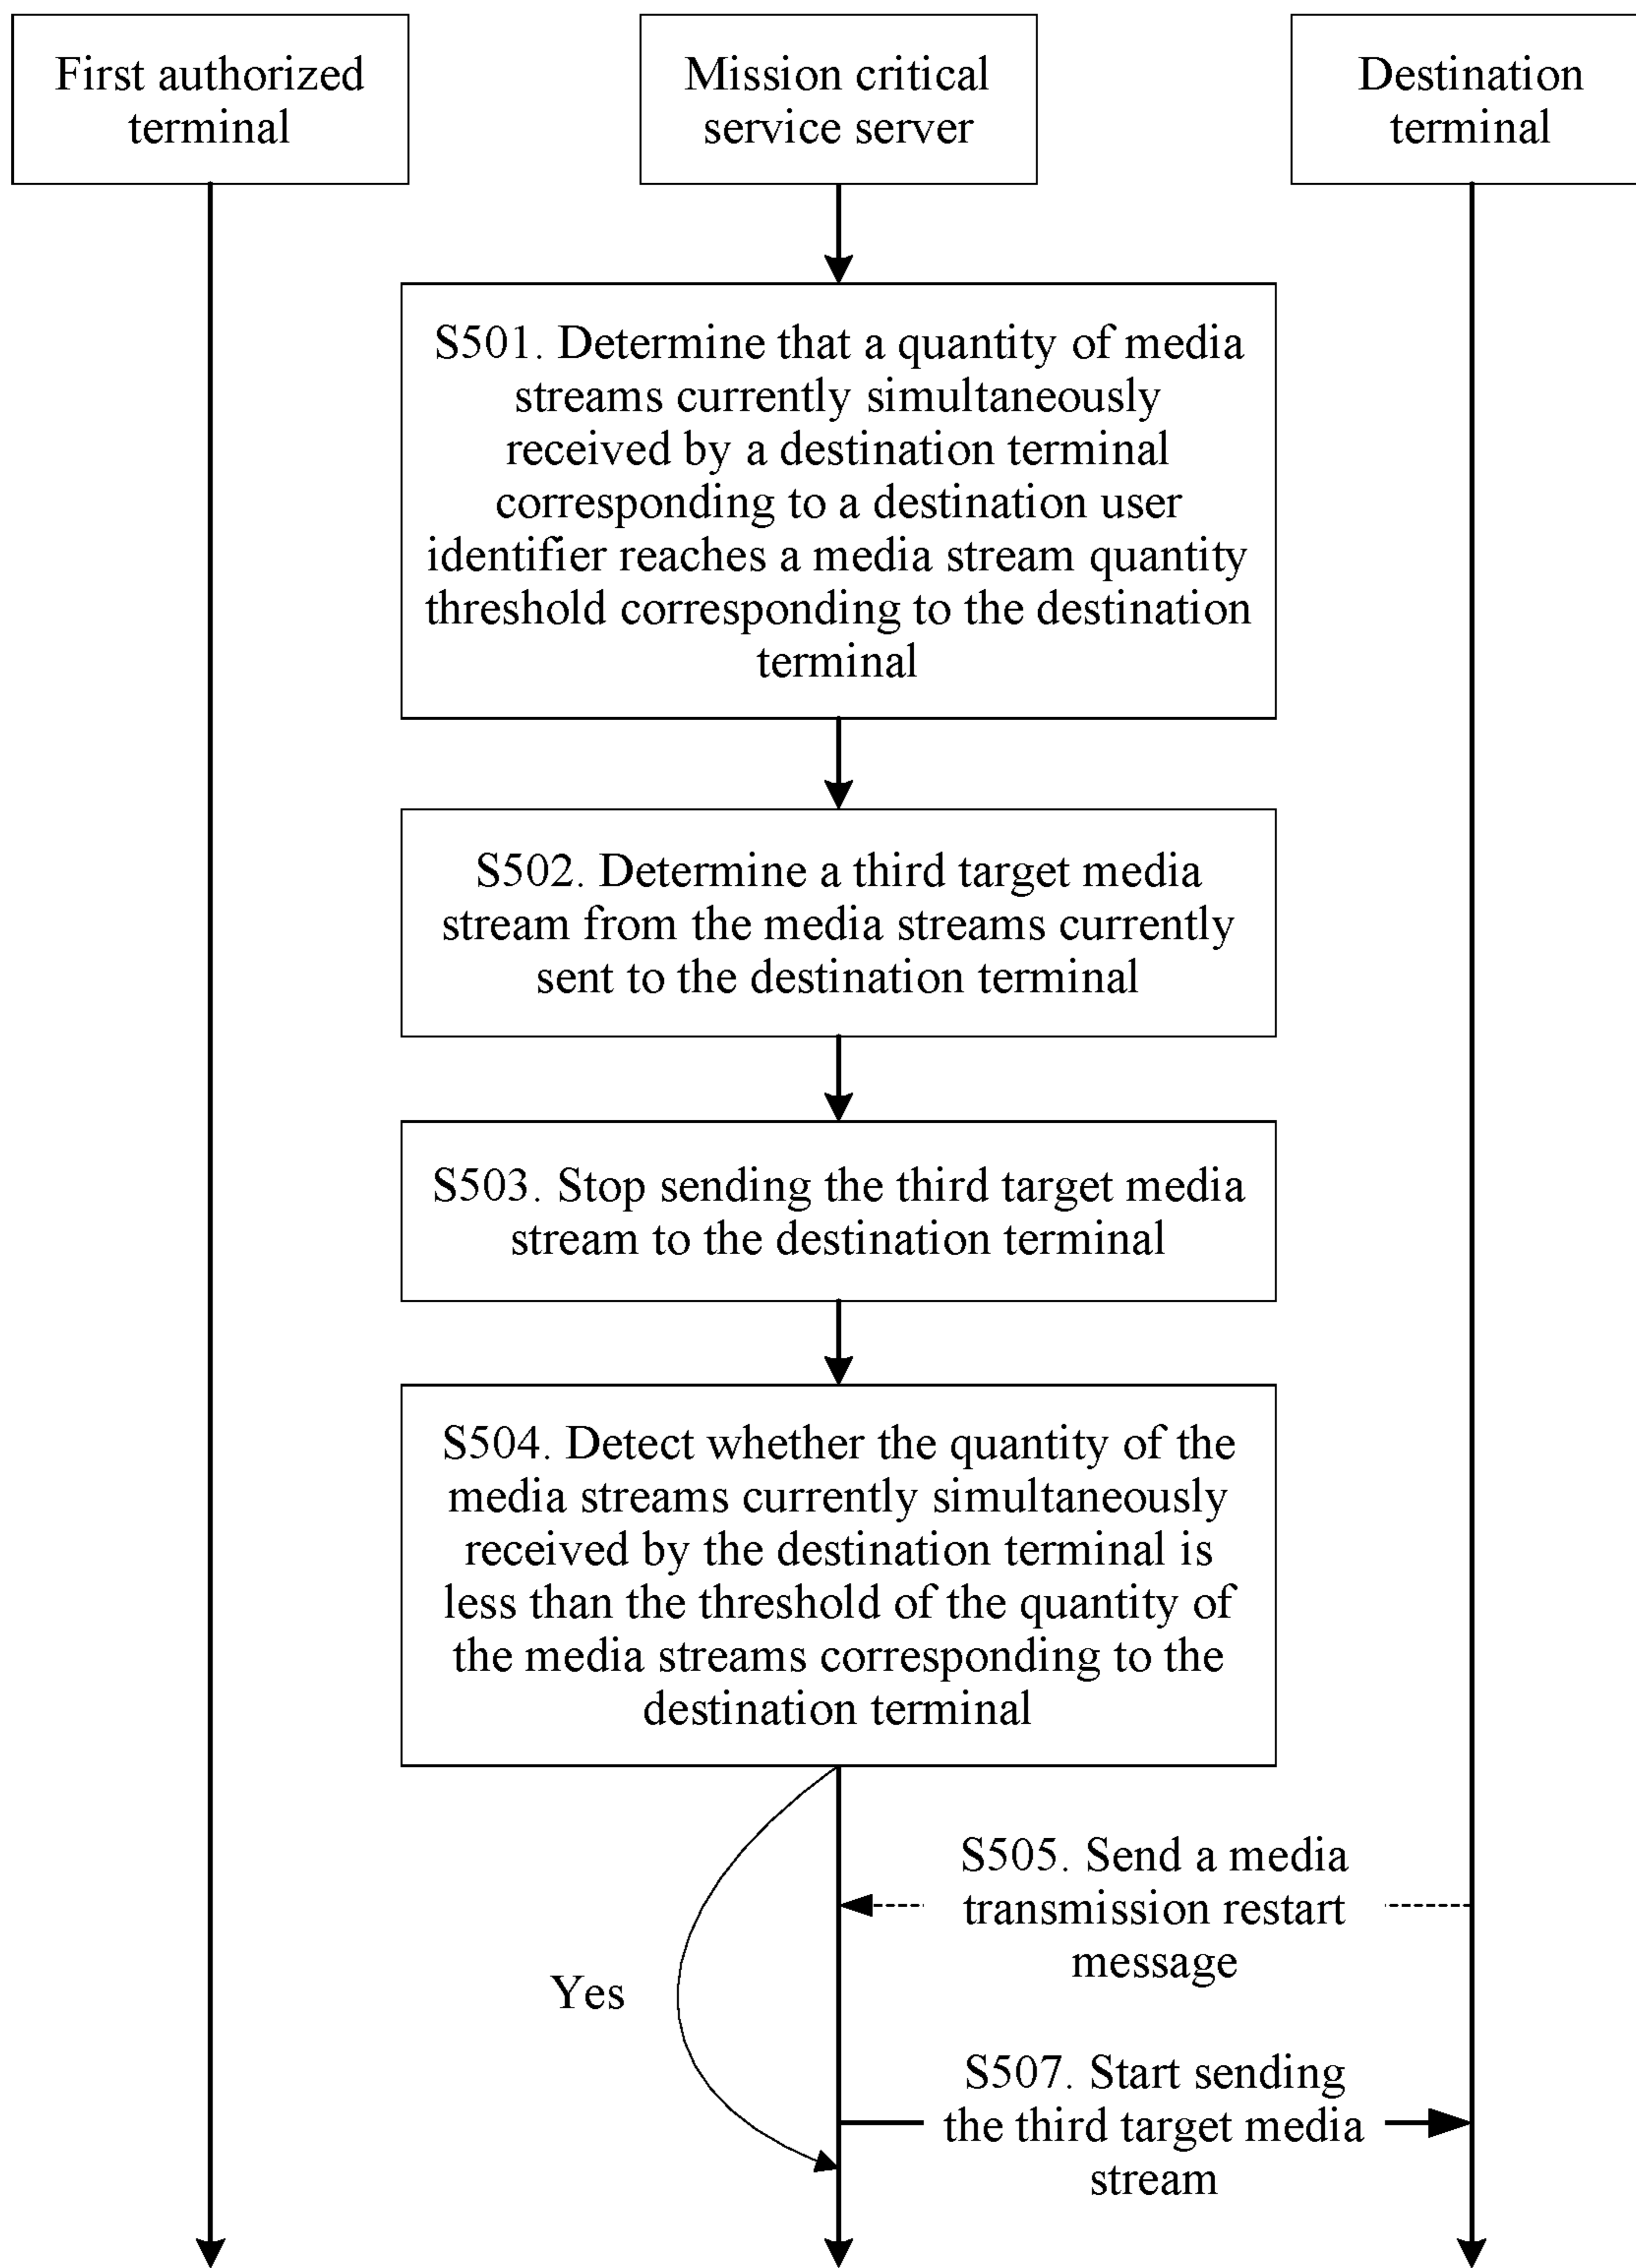 First authorized
terminal
Mission critical
service server
Destination
terminal
S501. Determine that a quantity of media
streams currently simultaneously
received by a destination terminal
corresponding to a destination user
identifier reaches a media stream quantity
threshold corresponding to the destination
terminal
S502. Determine a third target media
stream from the media streams currently
sent to the destination terminal
S503. Stop sending the third target media
stream to the destination terminal
S504. Detect whether the quantity of the
media streams currently simultaneously
received by the destination terminal is
less than the threshold of the quantity of
the media streams corresponding to the
destination terminal
S505. Send a media
transmission restart
message
Yes
S507. Start sending
the third target media
stream